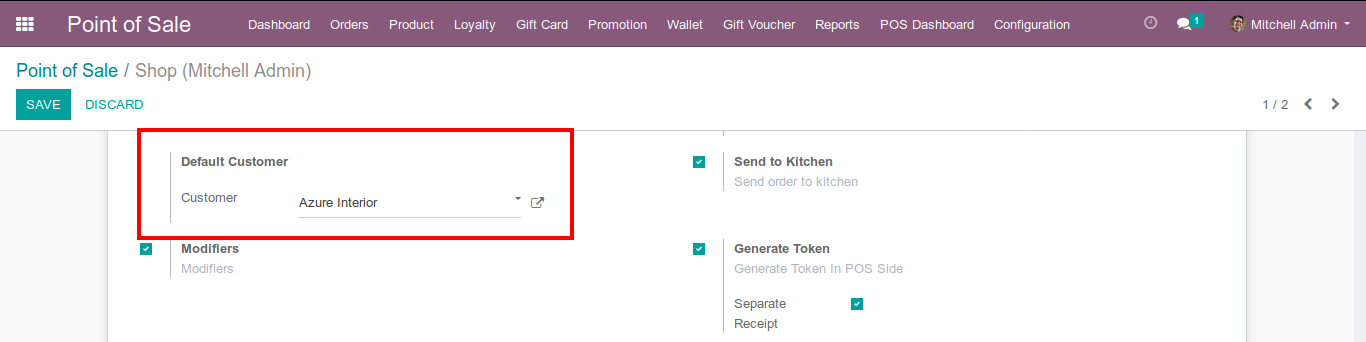 Point of Sale Dashboard Orders Product Loyalty Gift Card Promotion Wallet Gift Voucher Reports POS Dashboard Configuration 1 Mitchell Admin
Point of Sale / Shop (Mitchell Admin)
SAVE DISCARD 1 / 2
Default Customer
Customer Azure Interior
Send to Kitchen
Send order to kitchen
Modifiers
Modifiers
Generate Token
Generate Token In POS Side
Separate
Receipt